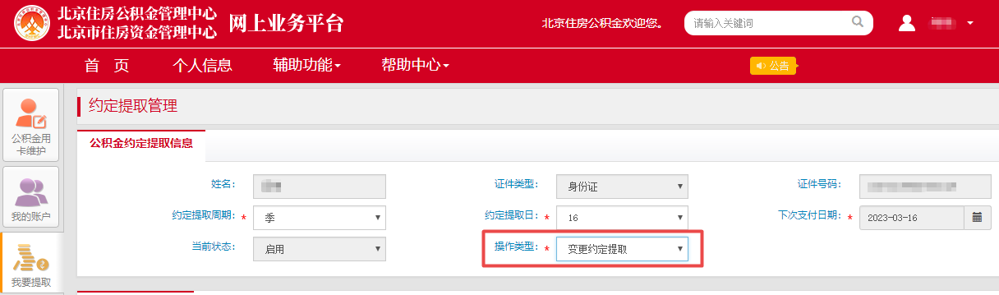 北京住房公积金管理中心
北京市住房资金管理中心
网上业务平台
北京住房公积金欢迎您。
请输入关键词
首 页
个人信息
辅助功能
帮助中心
公告
公积金用
卡维护
我的账户
我要提取
约定提取管理
公积金约定提取信息
姓名:
证件类型: 身份证
证件号码:
约定提取周期: * 季
约定提取日: * 16
下次支付日期: * 2023-03-16
当前状态: 启用
操作类型: * 变更约定提取